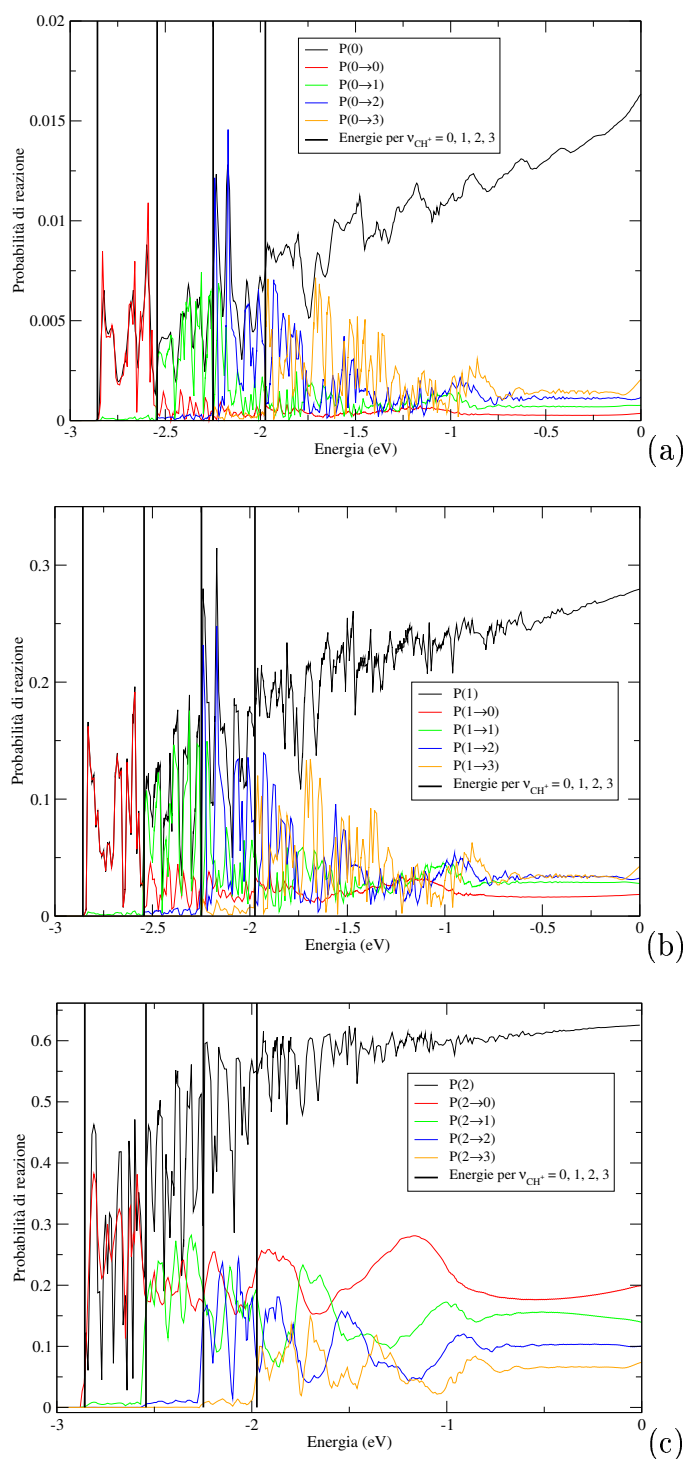 0.02
0.015
0.01
0.005
0
Probabilità di reazione
P(0)
P(0→0)
P(0→1)
P(0→2)
P(0→3)
Energie per νCH⁺ = 0, 1, 2, 3
-3 -2.5 -2 -1.5 -1 -0.5 0
Energia (eV)
(a)
0.3
0.2
0.1
0
Probabilità di reazione
P(1)
P(1→0)
P(1→1)
P(1→2)
P(1→3)
Energie per νCH⁺ = 0, 1, 2, 3
-3 -2.5 -2 -1.5 -1 -0.5 0
Energia (eV)
(b)
0.6
0.5
0.4
0.3
0.2
0.1
0
Probabilità di reazione
P(2)
P(2→0)
P(2→1)
P(2→2)
P(2→3)
Energie per νCH⁺ = 0, 1, 2, 3
-3 -2 -1 0
Energia (eV)
(c)